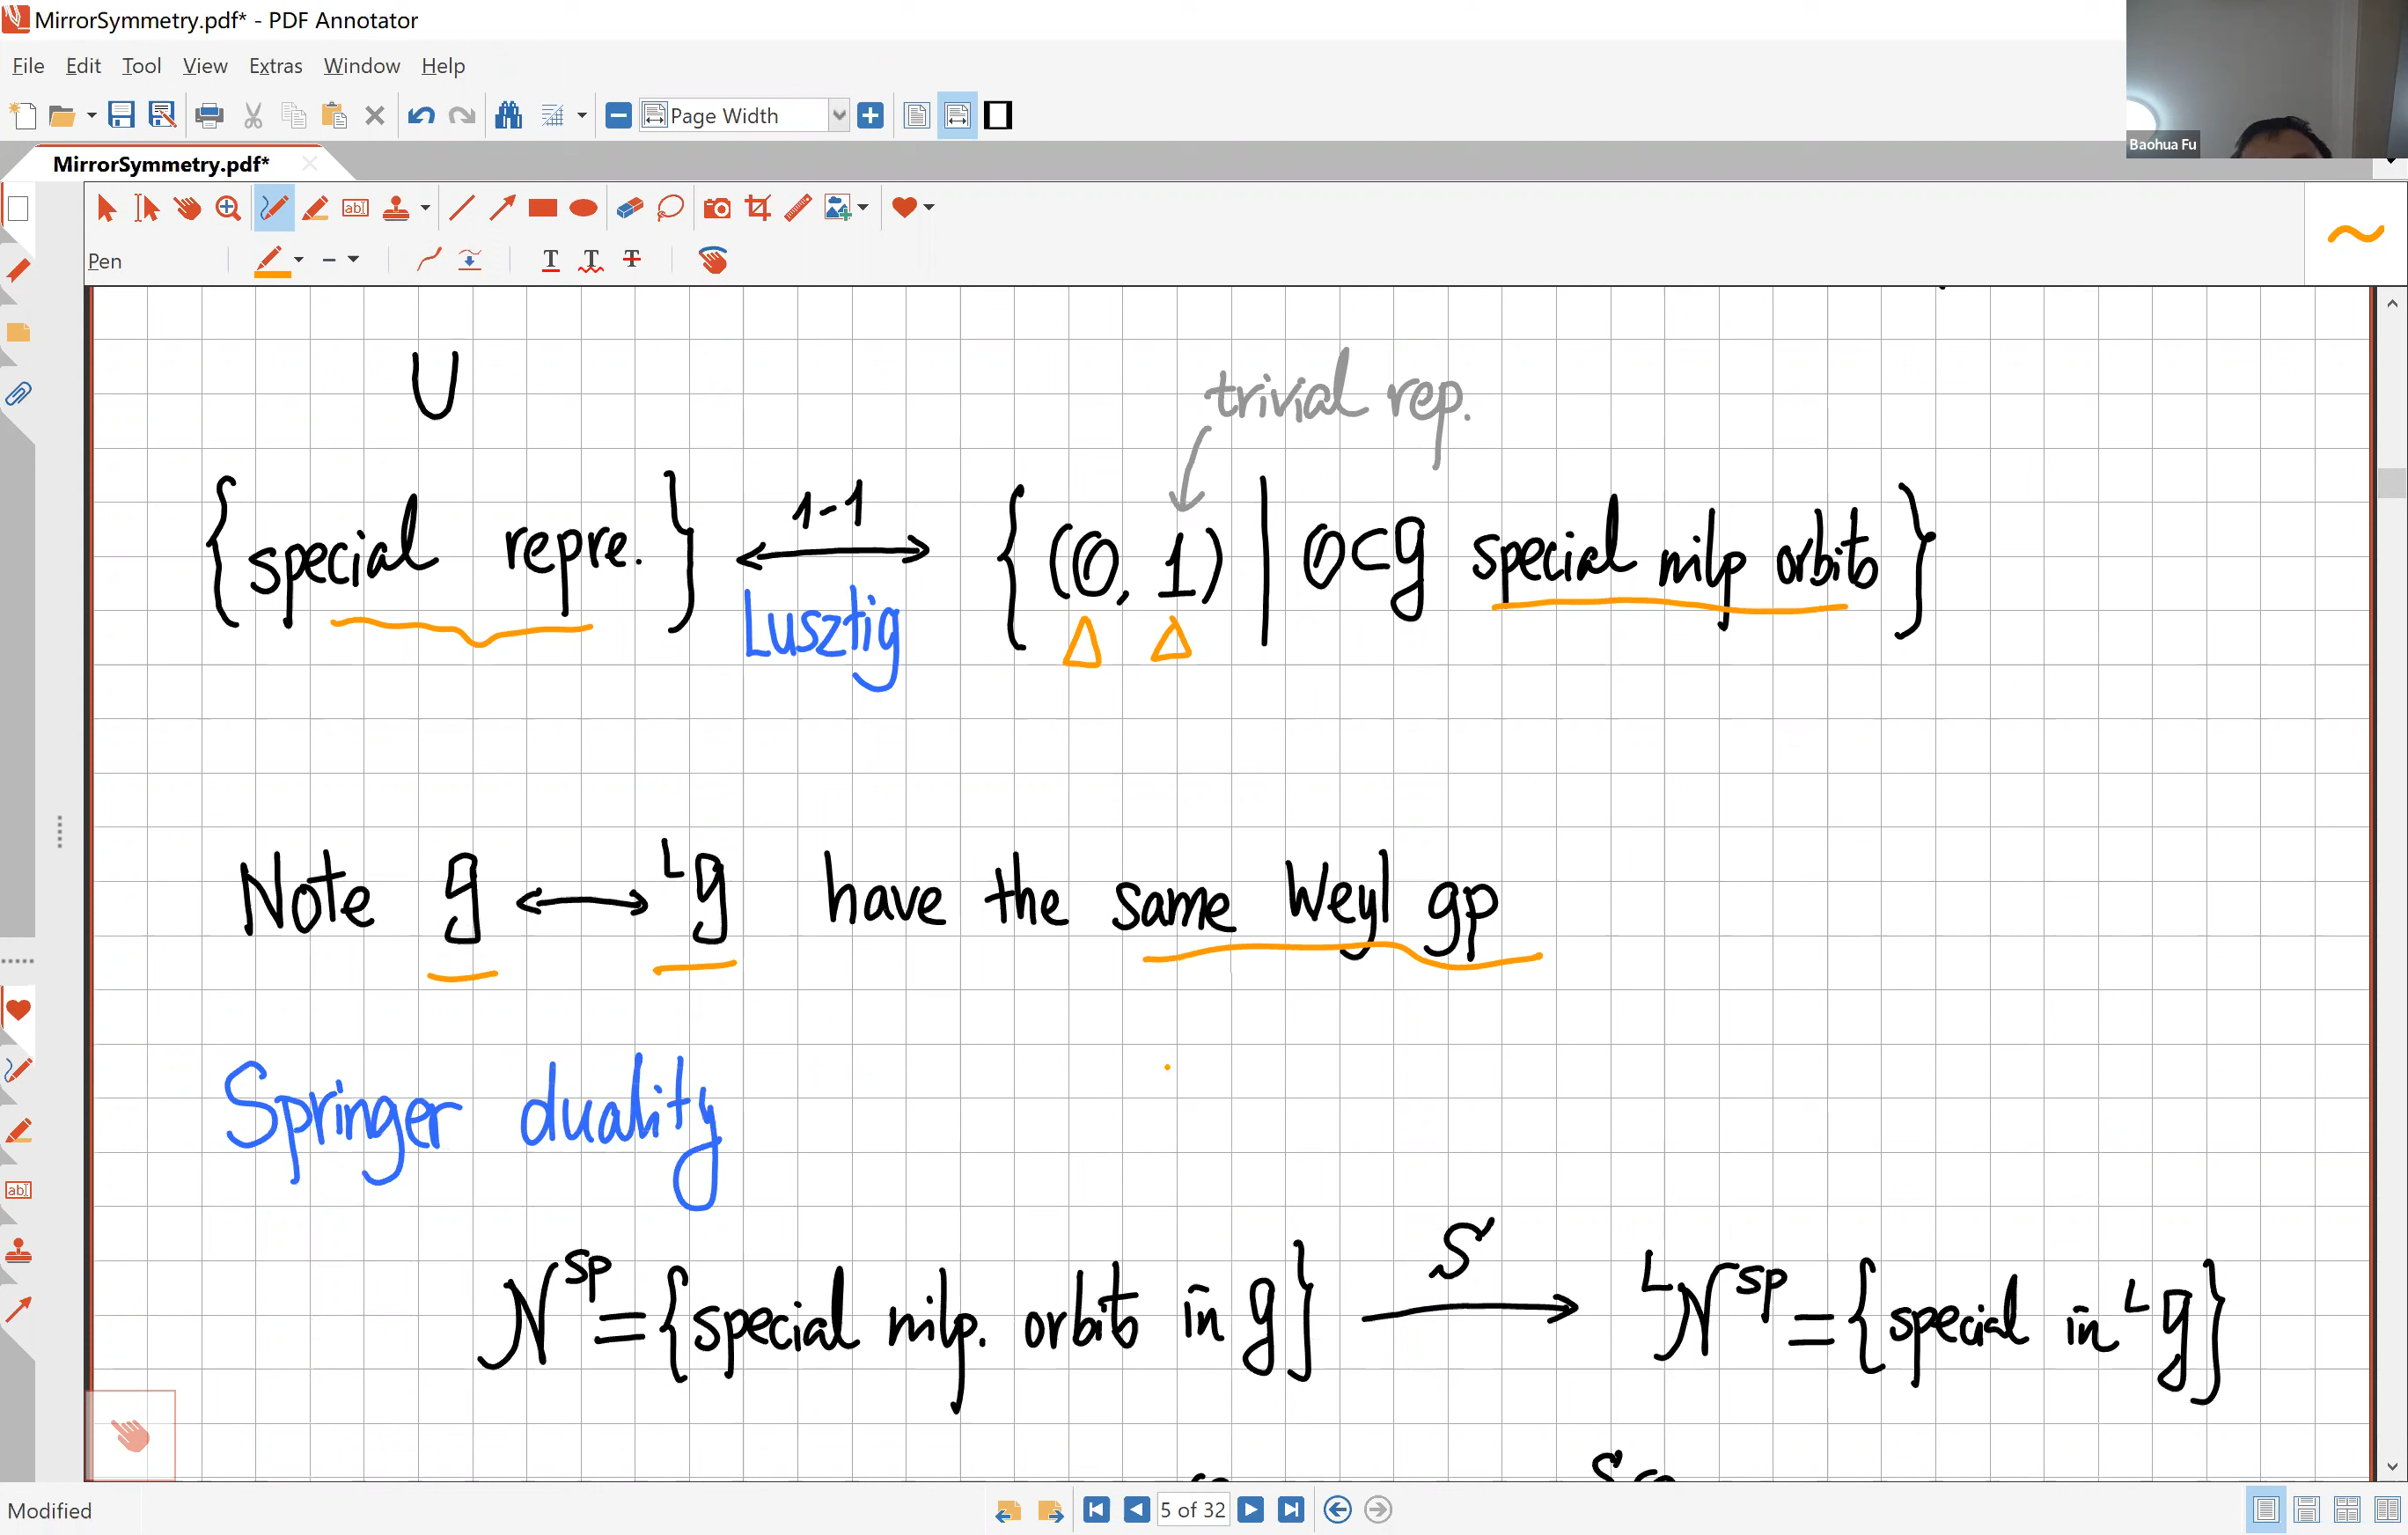 MirrorSymmetry.pdf* - PDF Annotator
File Edit Tool View Extras Window Help
Page Width
Baohua Fu
MirrorSymmetry.pdf*
Pen
U
trivial rep.
{special repre.} ⟷ {(O, 1) | O⊂g special nilp orbits}
1-1
Lusztig
Note g ⟷ ᴸg have the same Weyl gp
Springer duality
N^sp = {special nilp. orbits in g} ⟶ ᴸN^sp = {special in ᴸg}
S
Modified
5 of 32